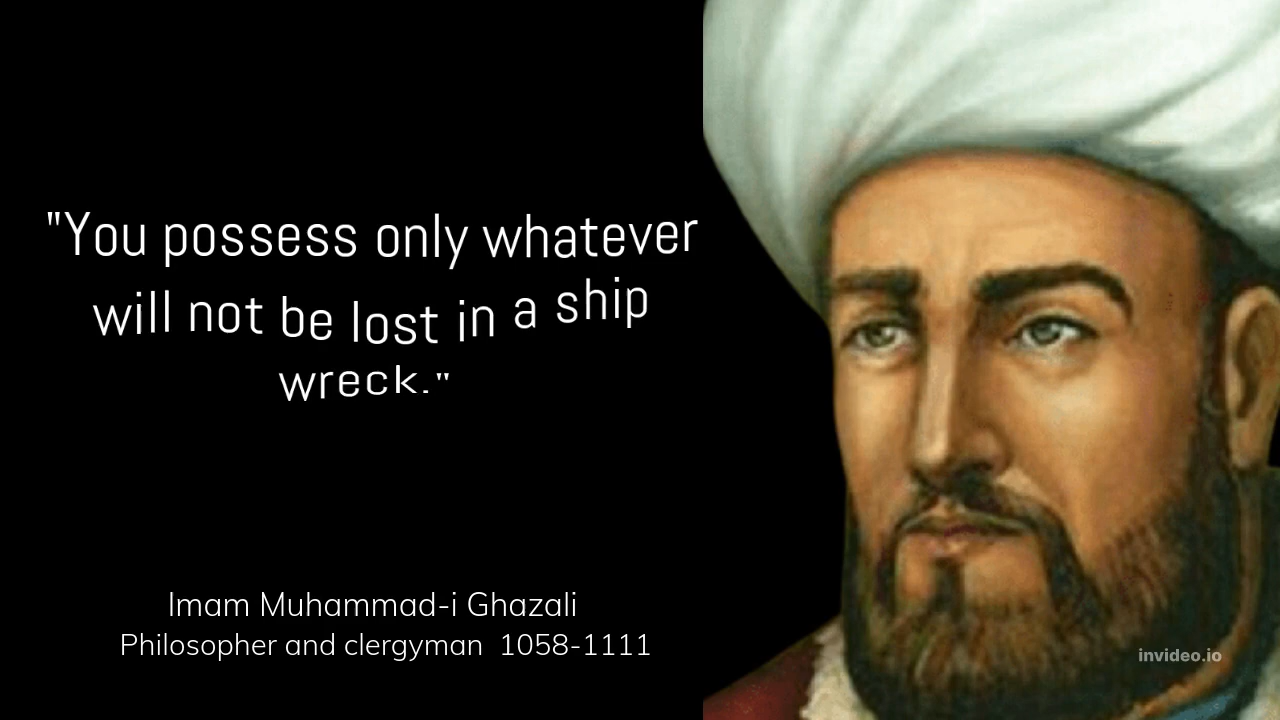 "You possess only whatever
will not be lost in a ship
wreck."
Imam Muhammad-i Ghazali
Philosopher and clergyman 1058-1111
invideo.io